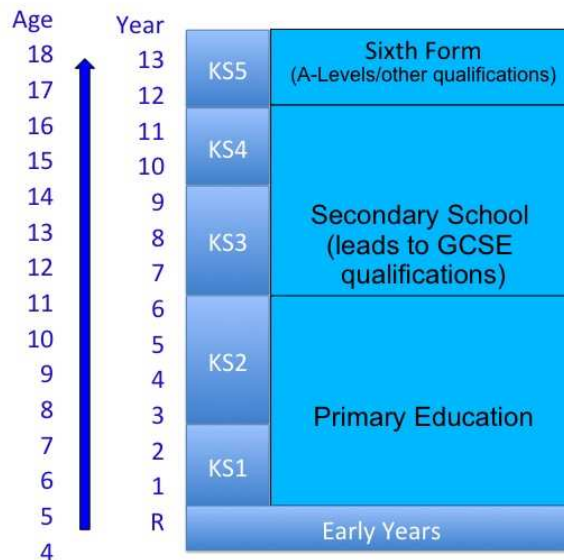 Age
Year
18
17
16
15
14
13
12
11
10
9
8
7
6
5
4
13
12
11
10
9
8
7
6
5
4
3
2
1
R
KS5
KS4
KS3
KS2
KS1
Sixth Form
(A-Levels/other qualifications)
Secondary School
(leads to GCSE
qualifications)
Primary Education
Early Years